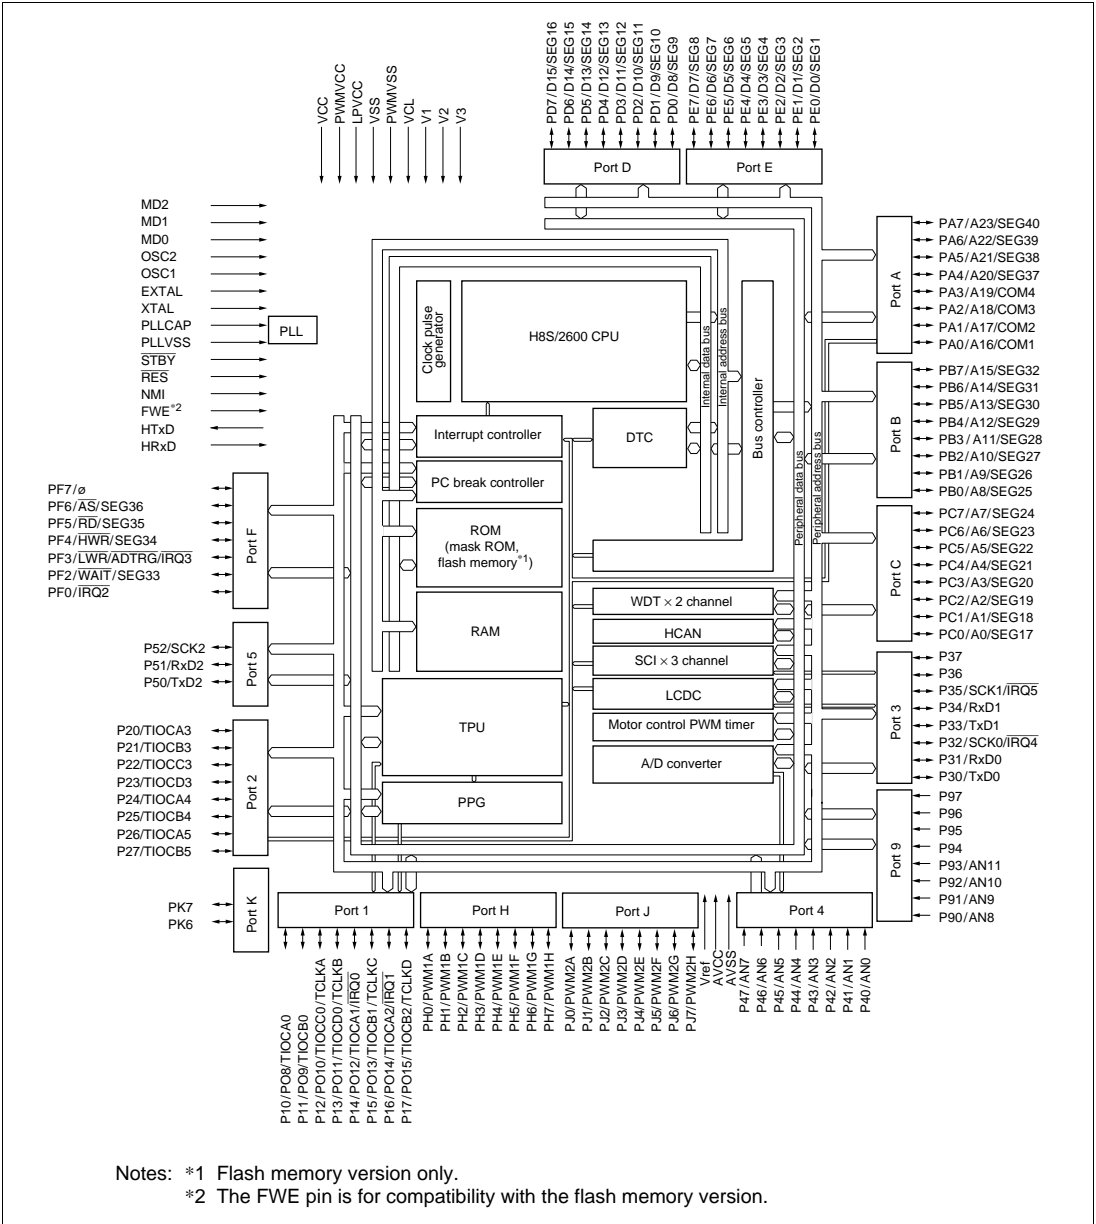 VCC
PWMVCC
LPVCC
VSS
PWMVSS
VCL
V1
V2
V3
PD7/D15/SEG16
PD6/D14/SEG15
PD5/D13/SEG14
PD4/D12/SEG13
PD3/D11/SEG12
PD2/D10/SEG11
PD1/D9/SEG10
PD0/D8/SEG9
PE7/D7/SEG8
PE6/D6/SEG7
PE5/D5/SEG6
PE4/D4/SEG5
PE3/D3/SEG4
PE2/D2/SEG3
PE1/D1/SEG2
PE0/D0/SEG1
Port D
Port E
MD2
MD1
MD0
OSC2
OSC1
EXTAL
XTAL
PLLCAP
PLLVSS
STBY
RES
NMI
FWE*2
HTxD
HRxD
PLL
Clock pulse
generator
H8S/2600 CPU
Internal data bus
Internal address bus
Bus controller
Interrupt controller
DTC
PC break controller
ROM
(mask ROM,
flash memory*1)
RAM
TPU
PPG
WDT × 2 channel
HCAN
SCI × 3 channel
LCDC
Motor control PWM timer
A/D converter
Peripheral data bus
Peripheral address bus
Port A
PA7/A23/SEG40
PA6/A22/SEG39
PA5/A21/SEG38
PA4/A20/SEG37
PA3/A19/COM4
PA2/A18/COM3
PA1/A17/COM2
PA0/A16/COM1
Port B
PB7/A15/SEG32
PB6/A14/SEG31
PB5/A13/SEG30
PB4/A12/SEG29
PB3/A11/SEG28
PB2/A10/SEG27
PB1/A9/SEG26
PB0/A8/SEG25
Port C
PC7/A7/SEG24
PC6/A6/SEG23
PC5/A5/SEG22
PC4/A4/SEG21
PC3/A3/SEG20
PC2/A2/SEG19
PC1/A1/SEG18
PC0/A0/SEG17
Port 3
P37
P36
P35/SCK1/IRQ5
P34/RxD1
P33/TxD1
P32/SCK0/IRQ4
P31/RxD0
P30/TxD0
Port 9
P97
P96
P95
P94
P93/AN11
P92/AN10
P91/AN9
P90/AN8
PF7/ø
PF6/AS/SEG36
PF5/RD/SEG35
PF4/HWR/SEG34
PF3/LWR/ADTRG/IRQ3
PF2/WAIT/SEG33
PF0/IRQ2
Port F
P52/SCK2
P51/RxD2
P50/TxD2
Port 5
P20/TIOCA3
P21/TIOCB3
P22/TIOCC3
P23/TIOCD3
P24/TIOCA4
P25/TIOCB4
P26/TIOCA5
P27/TIOCB5
Port 2
PK7
PK6
Port K
Port 1
Port H
Port J
Port 4
P10/PO8/TIOCA0
P11/PO9/TIOCB0
P12/PO10/TIOCC0/TCLKA
P13/PO11/TIOCD0/TCLKB
P14/PO12/TIOCA1/IRQ0
P15/PO13/TIOCB1/TCLKC
P16/PO14/TIOCA2/IRQ1
P17/PO15/TIOCB2/TCLKD
PH0/PWM1A
PH1/PWM1B
PH2/PWM1C
PH3/PWM1D
PH4/PWM1E
PH5/PWM1F
PH6/PWM1G
PH7/PWM1H
PJ0/PWM2A
PJ1/PWM2B
PJ2/PWM2C
PJ3/PWM2D
PJ4/PWM2E
PJ5/PWM2F
PJ6/PWM2G
PJ7/PWM2H
Vref
AVCC
AVSS
P47/AN7
P46/AN6
P45/AN5
P44/AN4
P43/AN3
P42/AN2
P41/AN1
P40/AN0
Notes: *1 Flash memory version only.
*2 The FWE pin is for compatibility with the flash memory version.